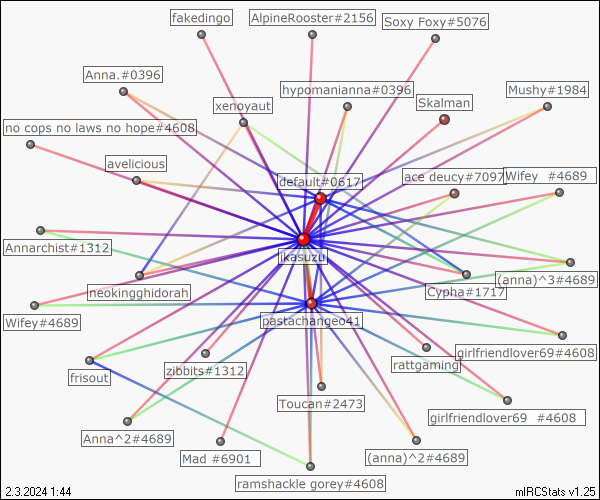 fakedingo
AlpineRooster#2156
Soxy Foxy#5076
Anna.#0396
hypomanianna#0396
Mushy#1984
xenoyaut
Skalman
no cops no laws no hope#4608
avelicious
default#0617
ace deucy#7097
Wifey #4689
Annarchist#1312
ikasuzu
neokingghidorah
Cypha#1717
(anna)^3#4689
Wifey#4689
pastachangeo41
girlfriendlover69#4608
frisout
zibbits#1312
rattgaming
Toucan#2473
girlfriendlover69 #4608
Anna^2#4689
Mad #6901
(anna)^2#4689
ramshackle gorey#4608
2.3.2024 1:44
mIRCStats v1.25